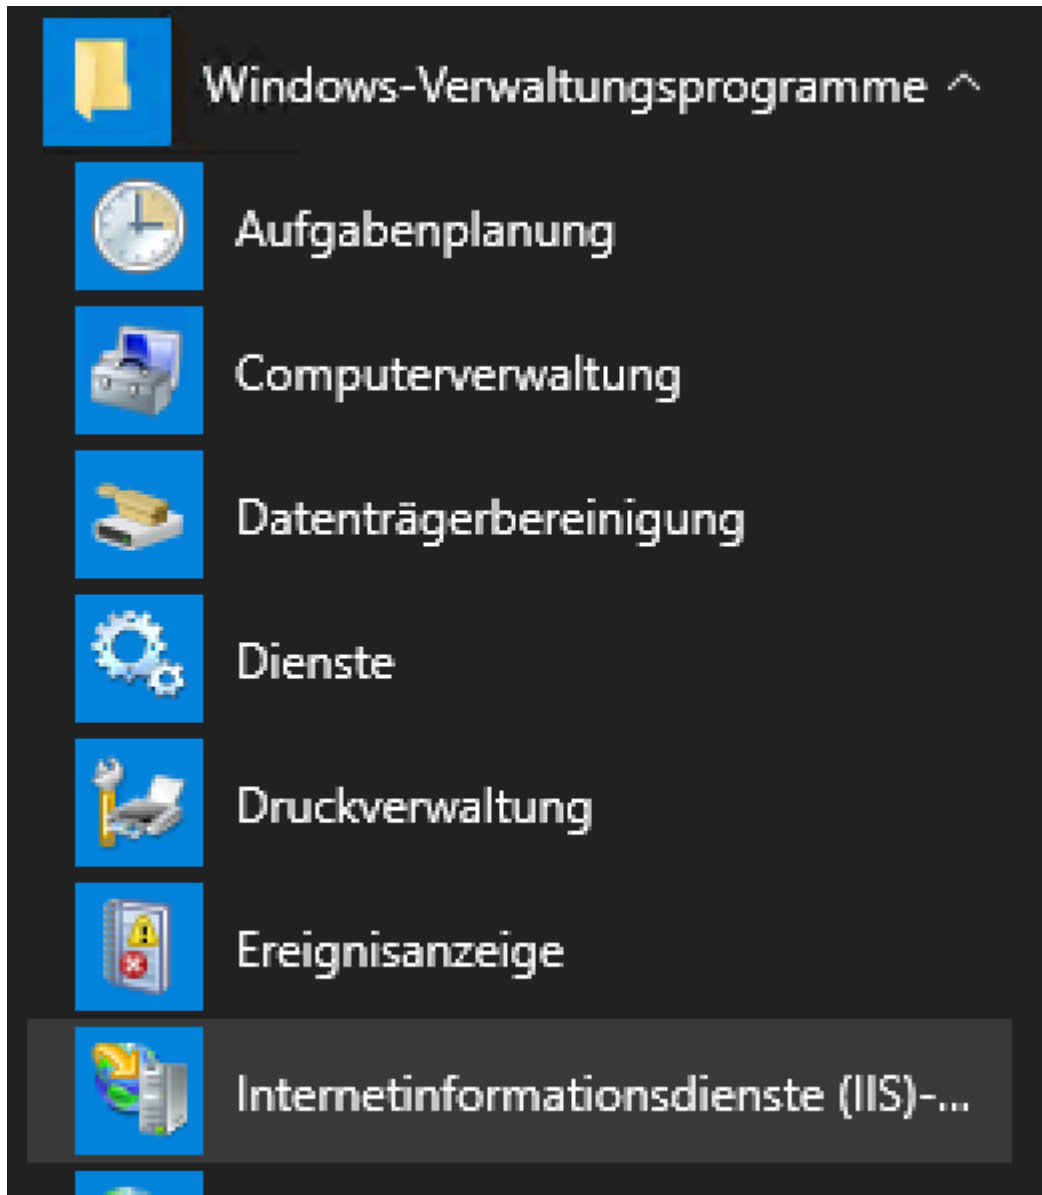 Windows-Verwaltungsprogramme
Aufgabenplanung
Computerverwaltung
Datenträgerbereinigung
Dienste
Druckverwaltung
Ereignisanzeige
Internetinformationsdienste (IIS)-...